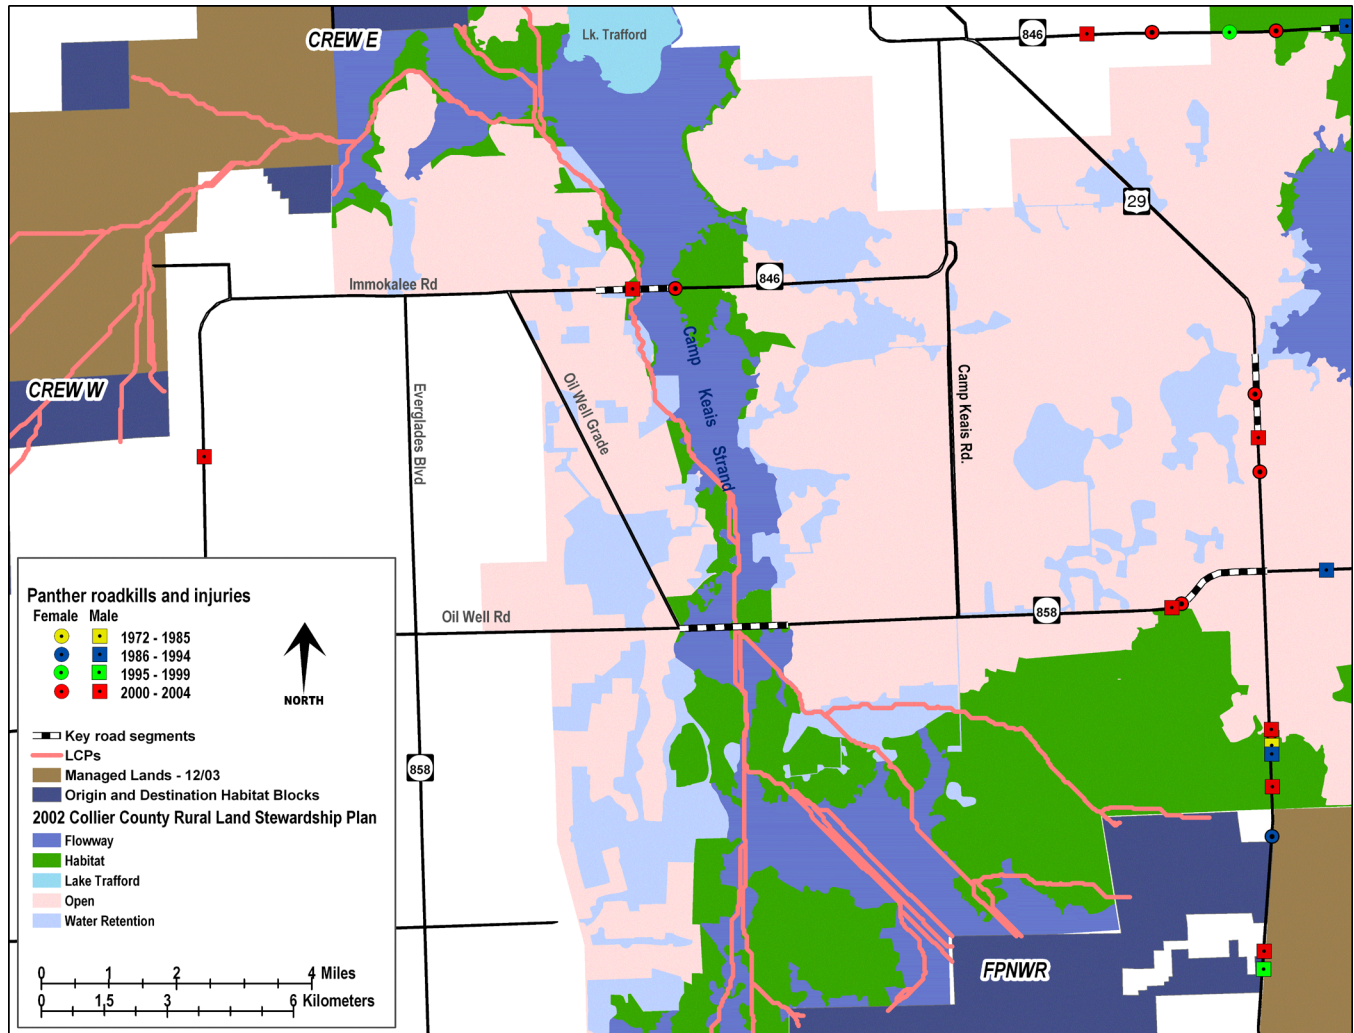 CREW E
Lk. Trafford
846
29
Immokalee Rd
846
CREW W
Everglades Blvd
Oil Well Grade
Camp Keais Strand
Camp Keais Rd.
Oil Well Rd
858
858
FPNWR
Panther roadkills and injuries
Female Male
1972 - 1985
1986 - 1994
1995 - 1999
2000 - 2004
NORTH
Key road segments
LCPs
Managed Lands - 12/03
Origin and Destination Habitat Blocks
2002 Collier County Rural Land Stewardship Plan
Flowway
Habitat
Lake Trafford
Open
Water Retention
0 1 2 4 Miles
0 1,5 3 6 Kilometers